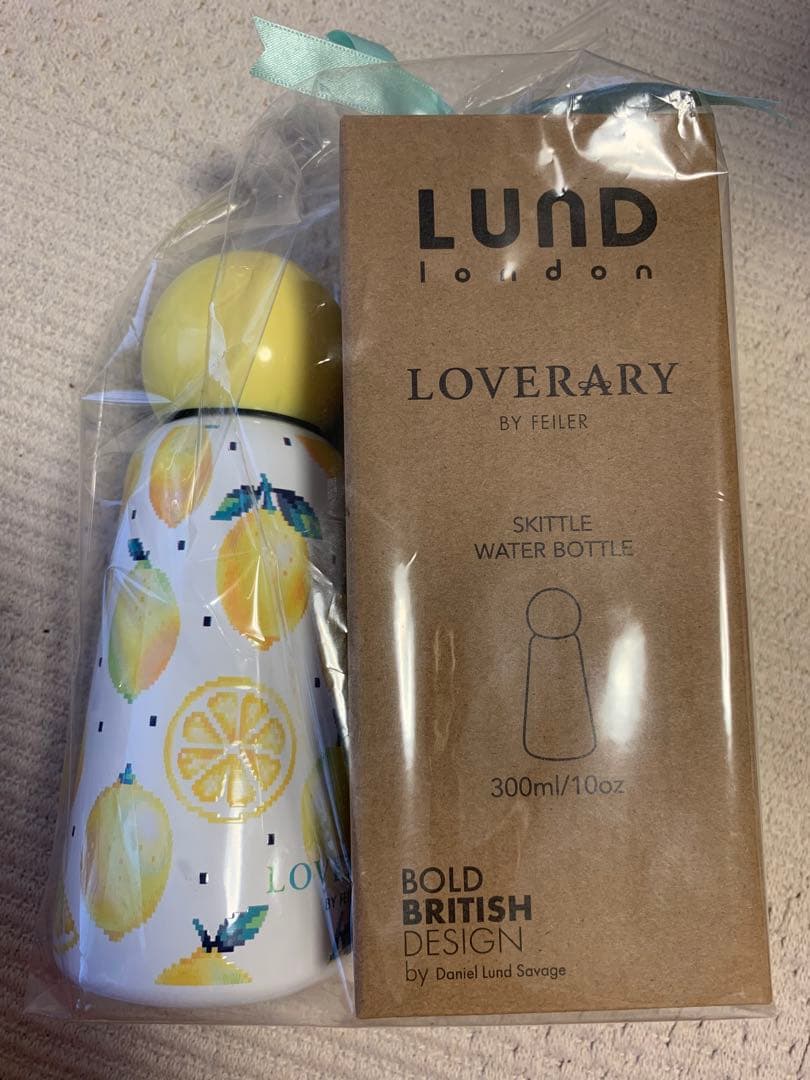 LUND
london
LOVERARY
BY FEILER
SKITTLE
WATER BOTTLE
300ml/10oz
BOLD
BRITISH
DESIGN
by Daniel Lund Savage